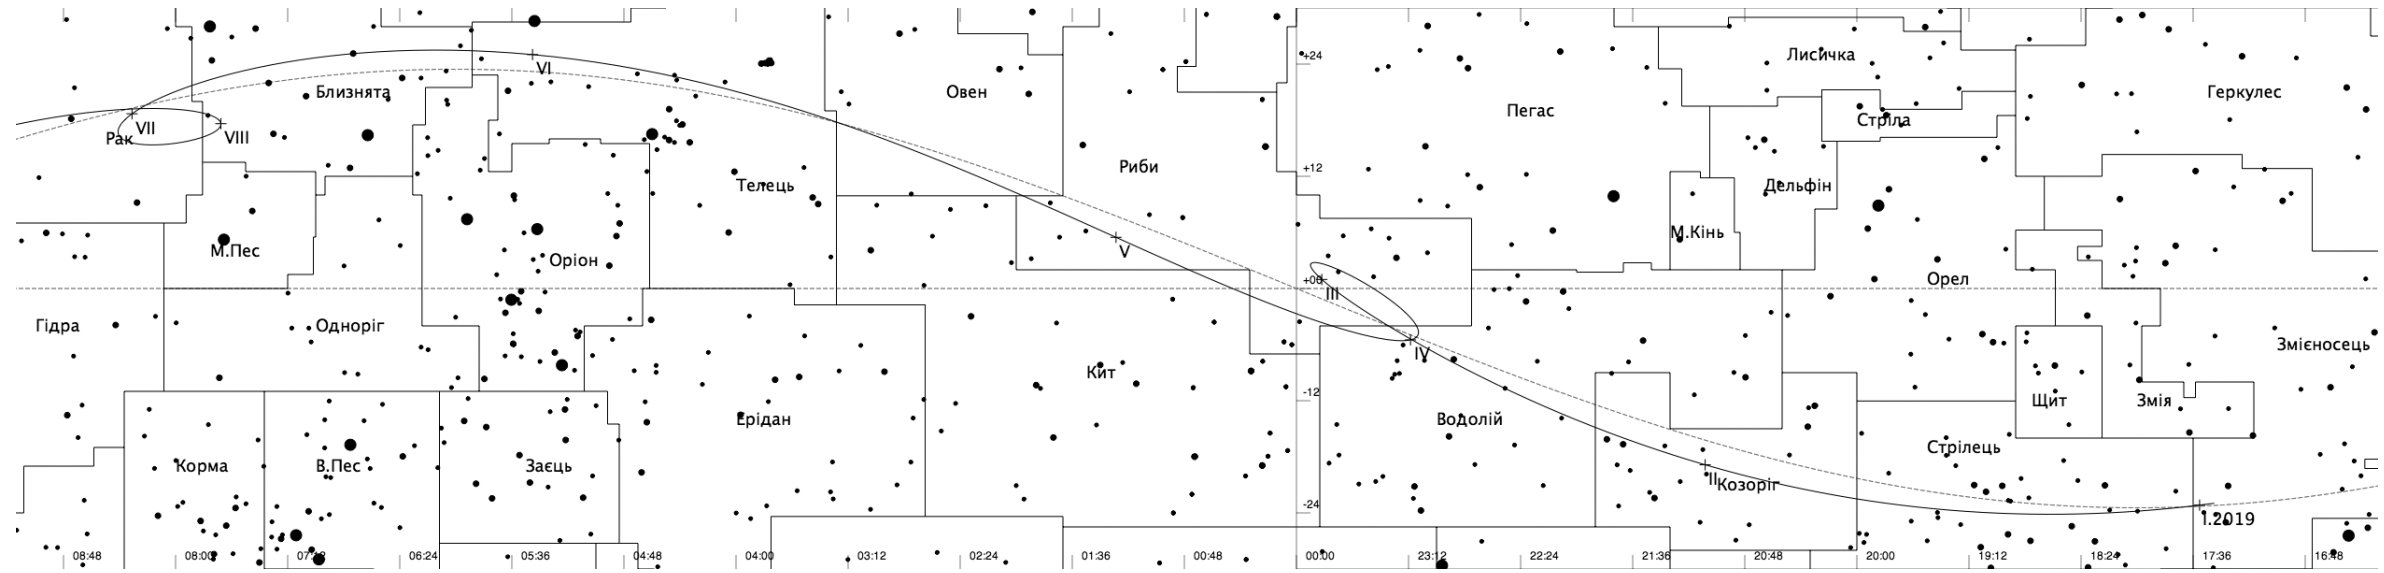 +24
VI
Лисичка
Близнята
Овен
Геркулес
Пегас
Стріла
VII
VIII
Рак
Риби
+12
Телець
Дельфін
М.Кінь
М.Пес
V
Оріон
+00
Орел
III
Гідра
Одноріг
Змієносець
IV
Кит
-12
Щит
Змія
Ерідан
Водолій
Стрілець
Корма
В.Пес
Заєць
II
Козоріг
-24
I.2019
08:48
08:00
07:12
06:24
05:36
04:48
04:00
03:12
02:24
01:36
00:48
00:00
23:12
22:24
21:36
20:48
20:00
19:12
18:24
17:36
16:48